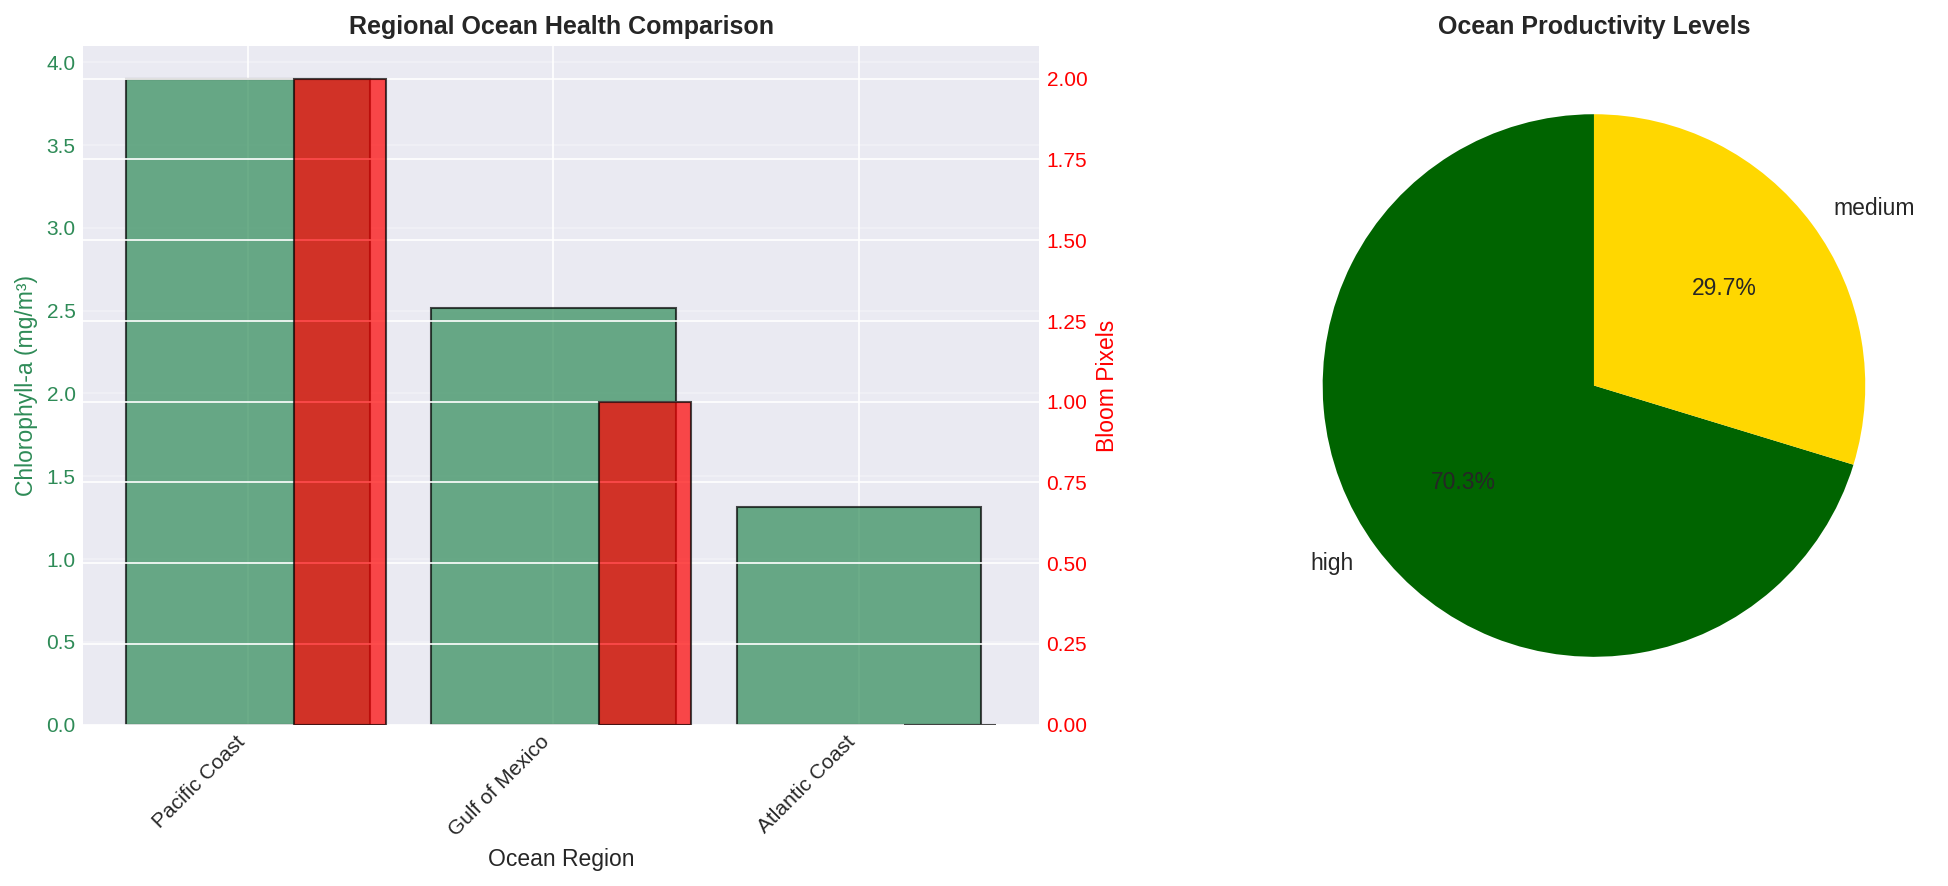 Regional Ocean Health Comparison
4.0
3.5
3.0
2.5
2.0
1.5
1.0
0.5
0.0
Chlorophyll-a (mg/m³)
2.00
1.75
1.50
1.25
1.00
0.75
0.50
0.25
0.00
Bloom Pixels
Pacific Coast
Gulf of Mexico
Atlantic Coast
Ocean Region
Ocean Productivity Levels
medium
29.7%
70.3%
high